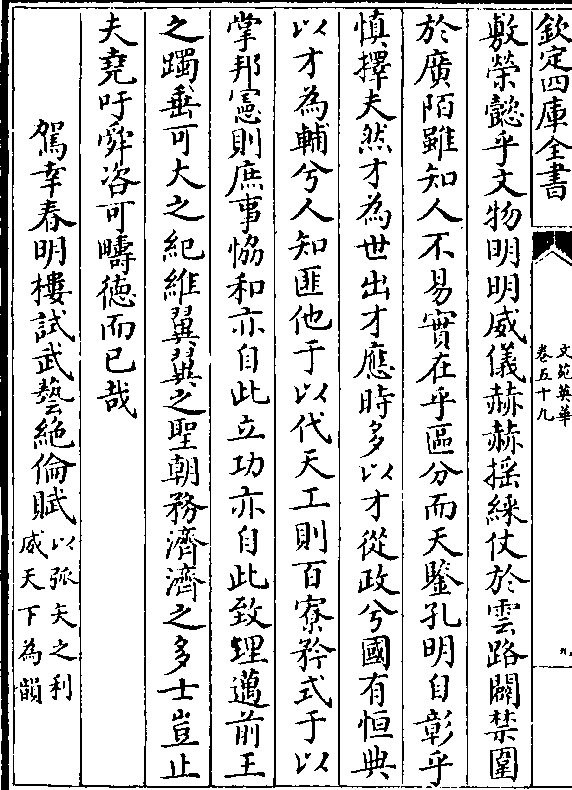 欽定四庫全書
文苑英華
卷五十九
九
敷榮懿乎文物明明威儀赫赫揺綵仗於雲路闢禁圍
於廣陌雖知人不易實在乎區分而天鑒孔明自彰乎
慎擇夫然才為世出才應時多以才從政兮國有恒典
以才為輔兮人知匪他于以代天工則百寮矜式于以
掌邦憲則庶事恊和亦自此立功亦自此致理邁前王
之躅垂可大之紀維翼翼之聖朝務濟濟之多士豈止
夫堯吁舜咨可疇徳而已哉
駕幸春明樓試武藝絶倫賦以弧矢之利
威天下為韻